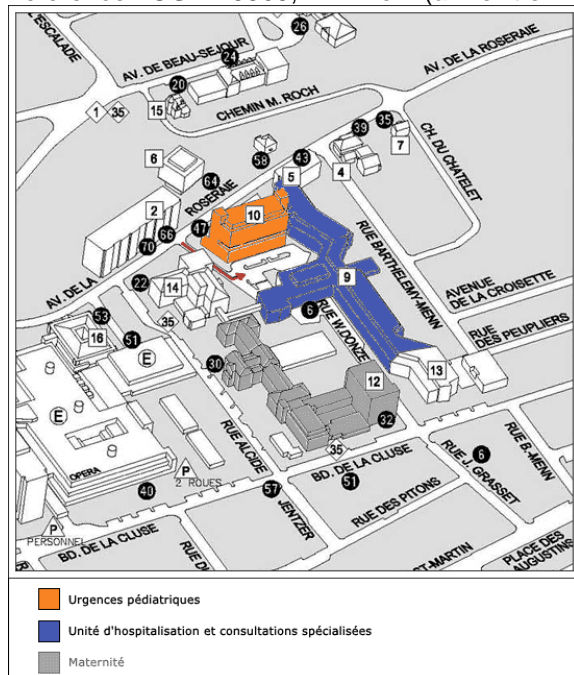 L'ESCALADE
AV. DE BEAU-SEJOUR
26
24
AV. DE LA ROSERAIE
20
CHEMIN M. ROCH
1
35
15
39
35
7
6
58
43
4
CH. DU CHATELET
64
5
ROSERAIE
2
10
47
66
70
RUE BARTHELEMY-MENN
9
AV. DE LA
22
14
AVENUE
DE LA CROISETTE
6
RUE W.DONZE
53
35
RUE DES PEUPLIERS
16
51
E
30
13
12
E
32
35
RUE ALCIDE
BD. DE LA CLUSE
6
RUE J. GRASSET
RUE B.-MENN
OPERA
P
2 ROUES
40
57
JENTZER
51
RUE DES PITONS
P
PERSONNEL
BD. DE LA CLUSE
ST-MARTIN
PLACE DES
AUGUSTINS
Urgences pédiatriques
Unité d'hospitalisation et consultations spécialisées
Maternité